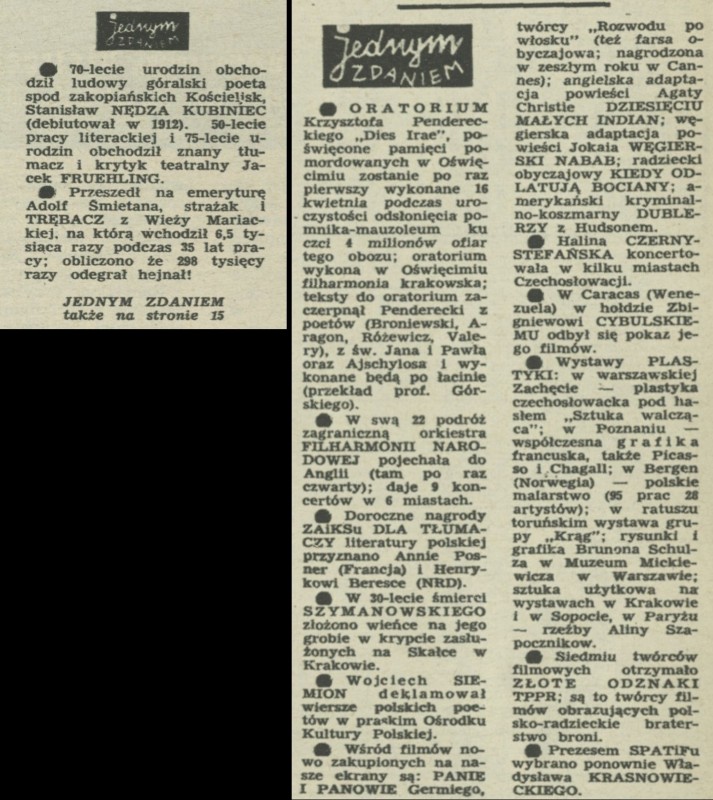 jednym
ZDANIEM
● 70-lecie urodzin obcho-
dził ludowy góralski poeta
spod zakopiańskich Kościelisk,
Stanisław NĘDZA KUBINIEC
(debiutował w 1912). 50-lecie
pracy literackiej i 75-lecie u-
rodzin obchodził znany tłu-
macz i krytyk teatralny Ja-
cek FRUEHLING.
● Przeszedł na emeryturę
Adolf Śmietana, strażak i
TRĘBACZ z Wieży Mariac-
kiej, na którą wchodził 6,5 ty-
siąca razy podczas 35 lat pra-
cy; obliczono że 298 tysięcy
razy odegrał hejnał!
JEDNYM ZDANIEM
także na stronie 15
jednym
ZDANIEM
● ORATORIUM
Krzysztofa Penderec-
kiego „Dies Irae”, po-
święcone pamięci po-
mordowanych w Oświę-
cimiu zostanie po raz
pierwszy wykonane 16
kwietnia podczas uro-
czystości odsłonięcia po-
mnika-mauzoleum ku
czci 4 milionów ofiar
tego obozu; oratorium
wykona w Oświęcimiu
filharmonia krakowska;
teksty do oratorium za-
czerpnął Penderecki z
poetów (Broniewski, A-
ragon, Różewicz, Vale-
ry), z św. Jana i Pawła
oraz Ajschylosa i wy-
konane będą po łacinie
(przekład prof. Gór-
skiego).
● W swą 22 podróż
zagraniczną orkiestra
FILHARMONII NARO-
DOWEJ pojechała do
Anglii (tam po raz
czwarty); daje 9 kon-
certów w 6 miastach.
● Doroczne nagrody
ZAiKSu DLA TŁUMA-
CZY literatury polskiej
przyznano Annie Pos-
ner (Francja) i Henry-
kowi Beresce (NRD).
● W 30-lecie śmierci
SZYMANOWSKIEGO
złożono wieńce na jego
grobie w krypcie zasłu-
żonych na Skałce w
Krakowie.
● Wojciech SIE-
MION deklamował
wiersze polskich poe-
tów w praskim Ośrodku
Kultury Polskiej.
● Wśród filmów no-
wo zakupionych na na-
sze ekrany są: PANIE
I PANOWIE Germiego,
twórcy „Rozwodu po
włosku” (też farsa o-
byczajowa; nagrodzona
w zeszłym roku w Can-
nes); angielska adapta-
cja powieści Agaty
Christie DZIESIĘCIU
MAŁYCH INDIAN; wę-
gierska adaptacja po-
wieści Jokaia WĘGIER-
SKI NABAB; radziecki
obyczajowy KIEDY OD-
LATUJĄ BOCIANY; a-
merykański kryminal-
no-koszmarny DUBLE-
RZY z Hudsonem.
● Halina CZERNY-
STEFAŃSKA koncerto-
wała w kilku miastach
Czechosłowacji.
● W Caracas (Wene-
zuela) w hołdzie Zbi-
gniewowi CYBULSKIE-
MU odbył się pokaz je-
go filmów.
● Wystawy PLAS-
TYKI: w warszawskiej
Zachęcie — plastyka
czechosłowacka pod ha-
słem „Sztuka walczą-
ca”; w Poznaniu —
współczesna grafika
francuska, także Picas-
so i Chagall; w Bergen
(Norwegia) — polskie
malarstwo (95 prac 28
artystów); w ratuszu
toruńskim wystawa gru-
py „Krąg”; rysunki i
grafika Brunona Schul-
za w Muzeum Mickie-
wicza w Warszawie;
sztuka użytkowa na
wystawach w Krakowie
i w Sopocie, w Paryżu
— rzeźby Aliny Sza-
pocznikow.
● Siedmiu twórców
filmowych otrzymało
ZŁOTE ODZNAKI
TPPR; są to twórcy fil-
mów obrazujących pol-
sko-radzieckie brater-
stwo broni.
● Prezesem SPATiFu
wybrano ponownie Wła-
dysława KRASNOWIE-
CKIEGO.